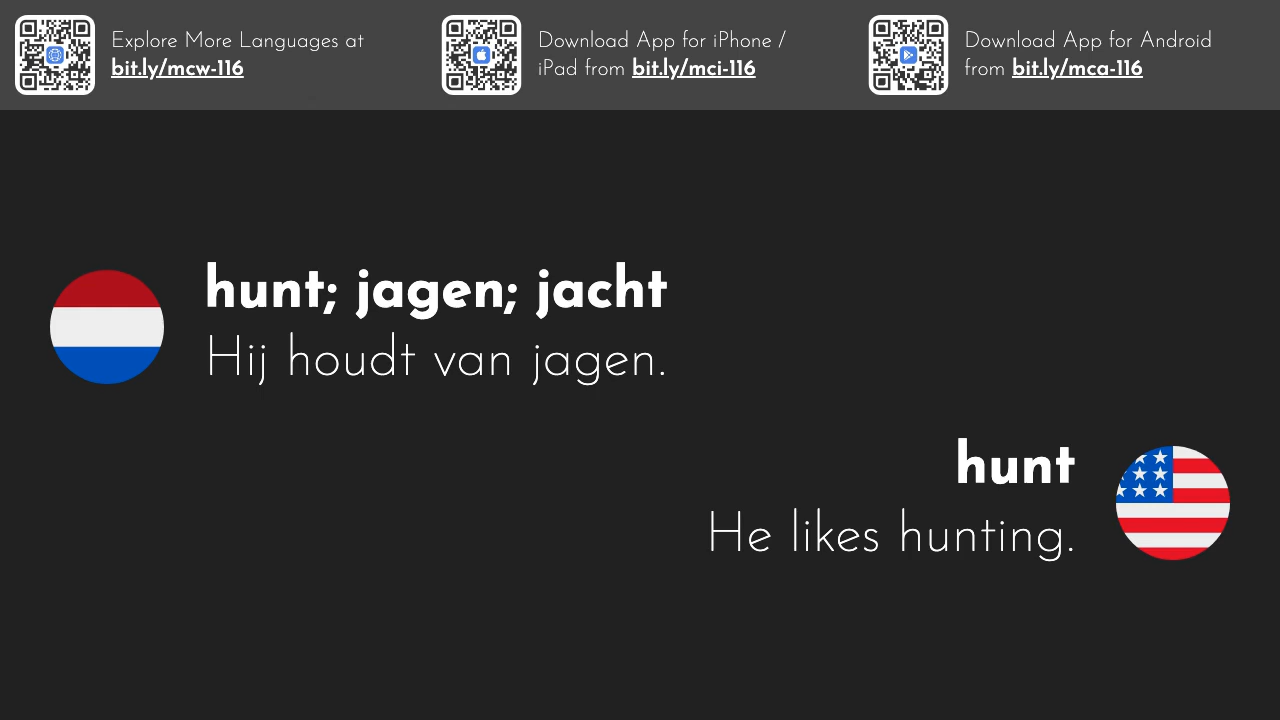 Explore More Languages at
bit.ly/mcw-116
Download App for iPhone /
iPad from bit.ly/mci-116
Download App for Android
from bit.ly/mca-116
hunt; jagen; jacht
Hij houdt van jagen.
hunt
He likes hunting.